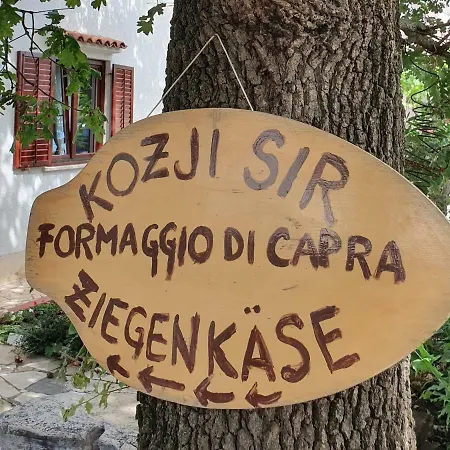 KOZJI SIR
FORMAGGIO DI CAPRA
ZIEGENKÄSE